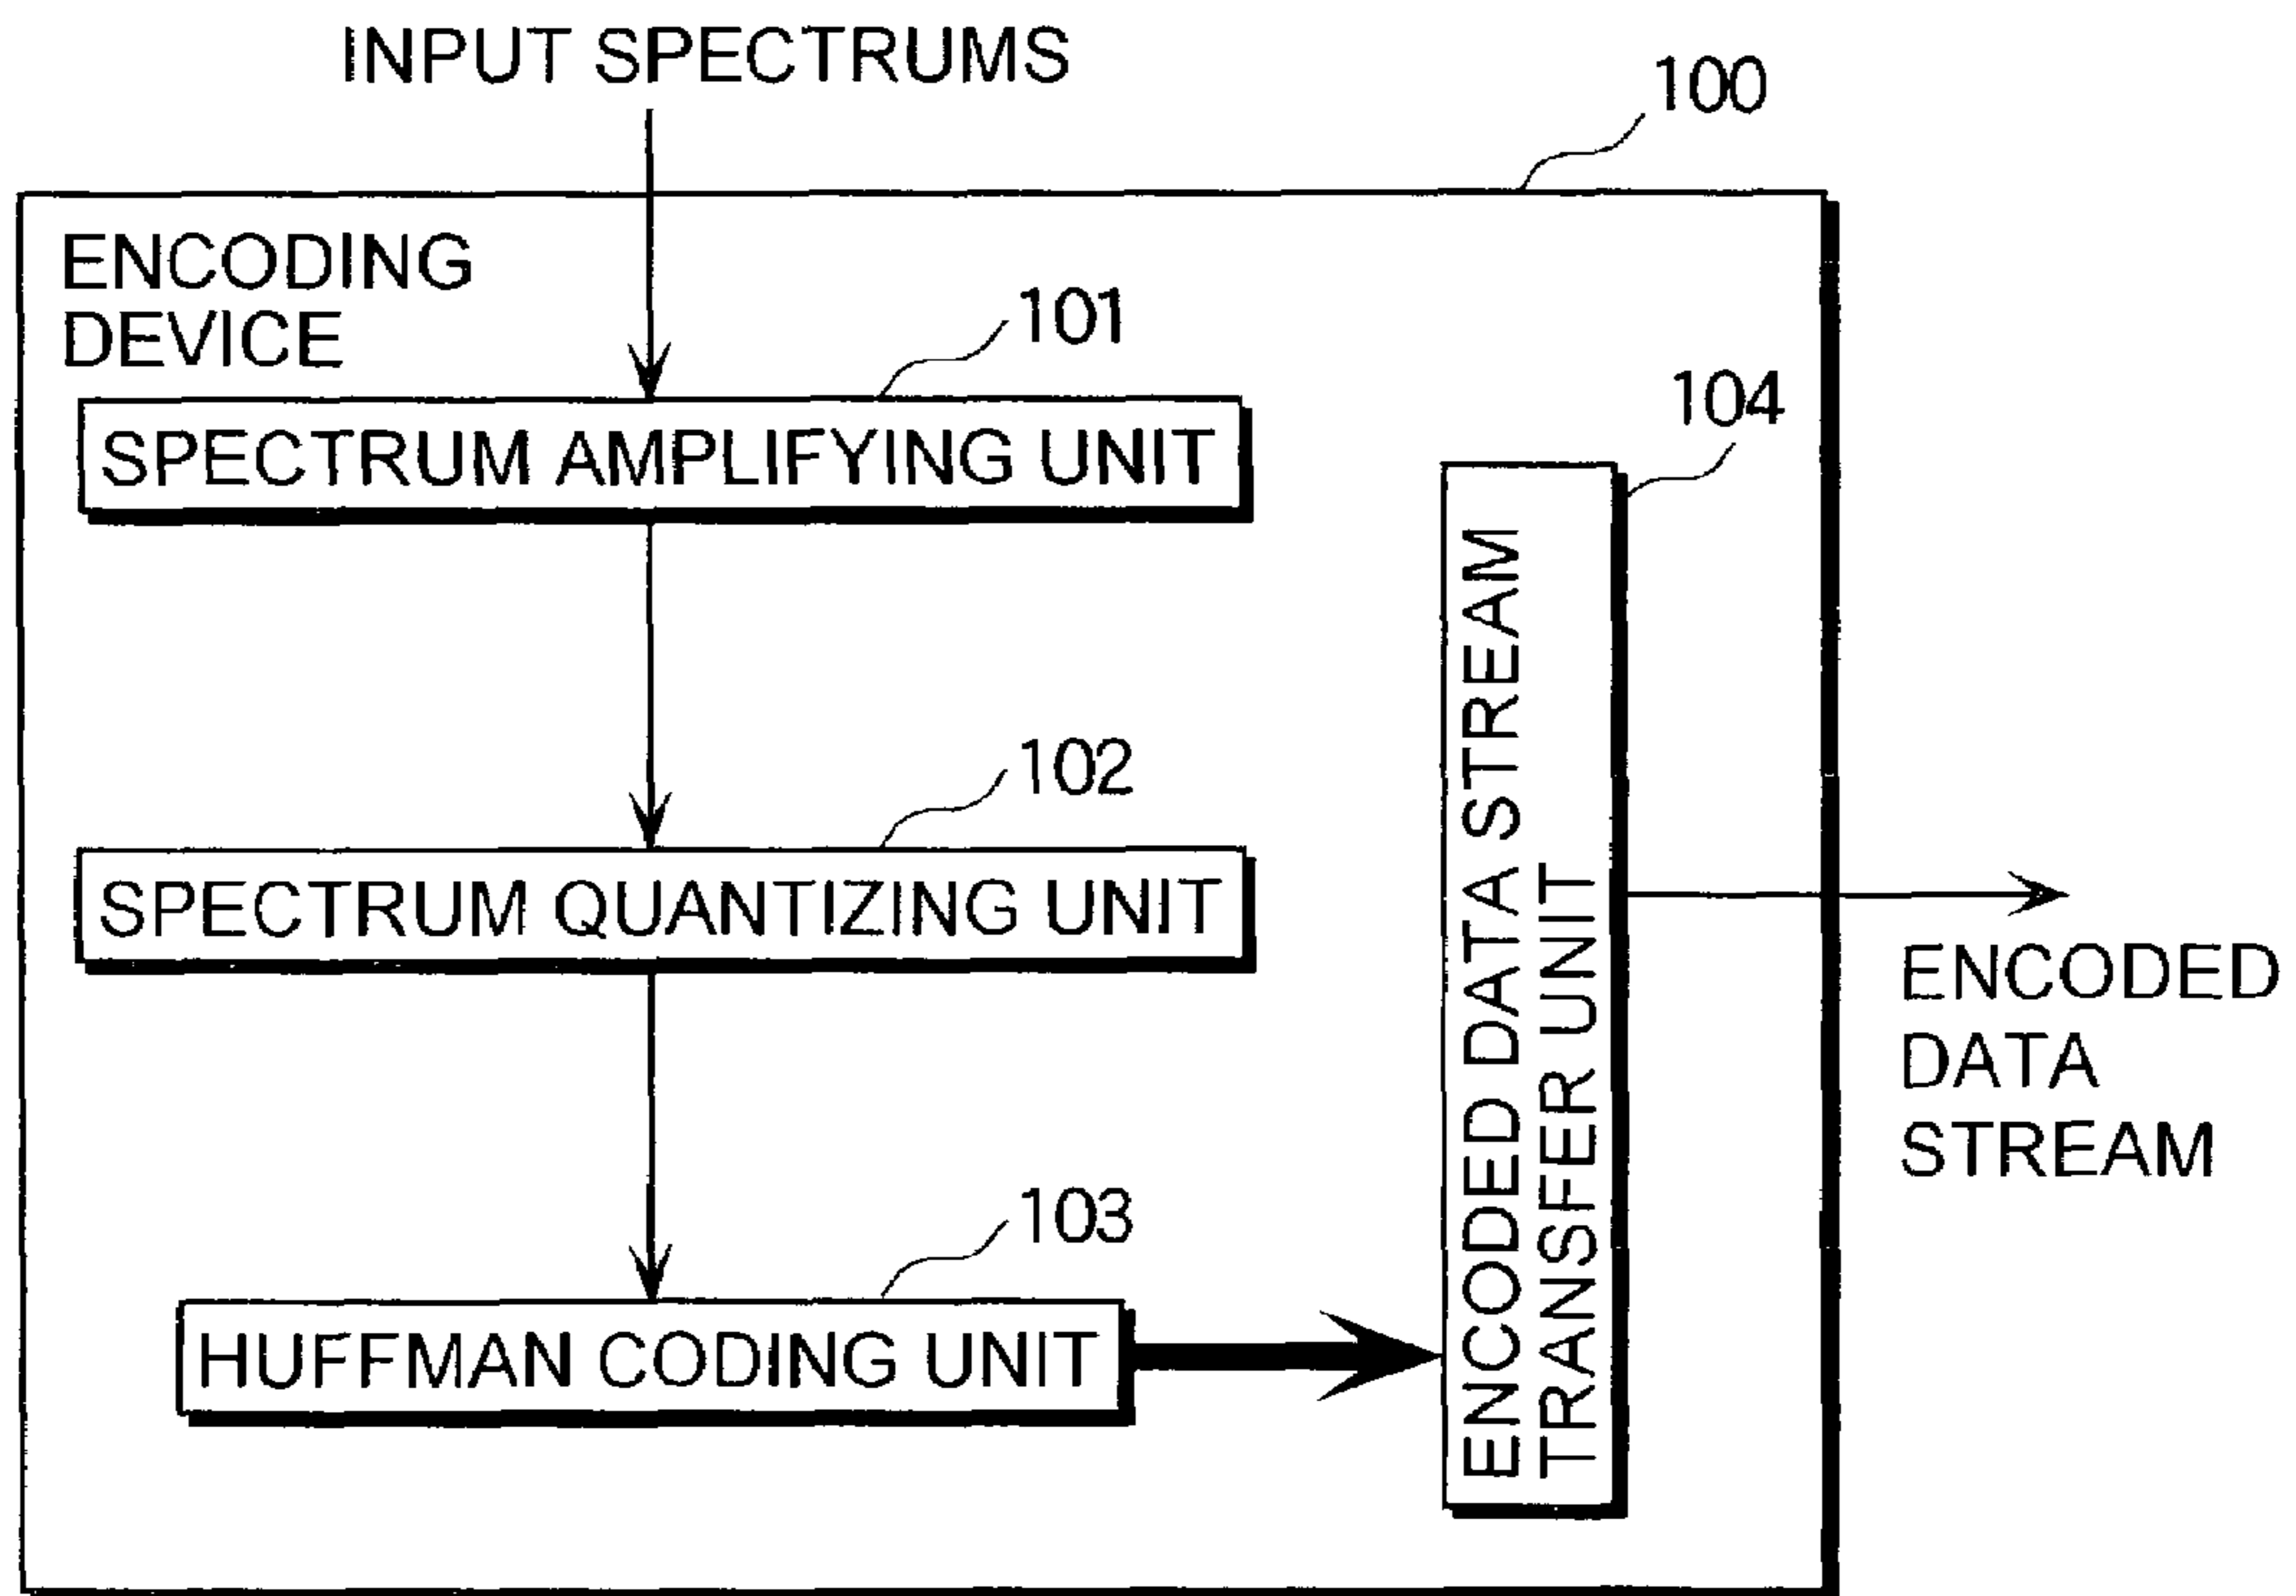 INPUT SPECTRUMS
100
ENCODING
DEVICE
101
SPECTRUM AMPLIFYING UNIT
104
102
SPECTRUM QUANTIZING UNIT
ENCODED DATA STREAM
TRANSFER UNIT
ENCODED
DATA
STREAM
103
HUFFMAN CODING UNIT